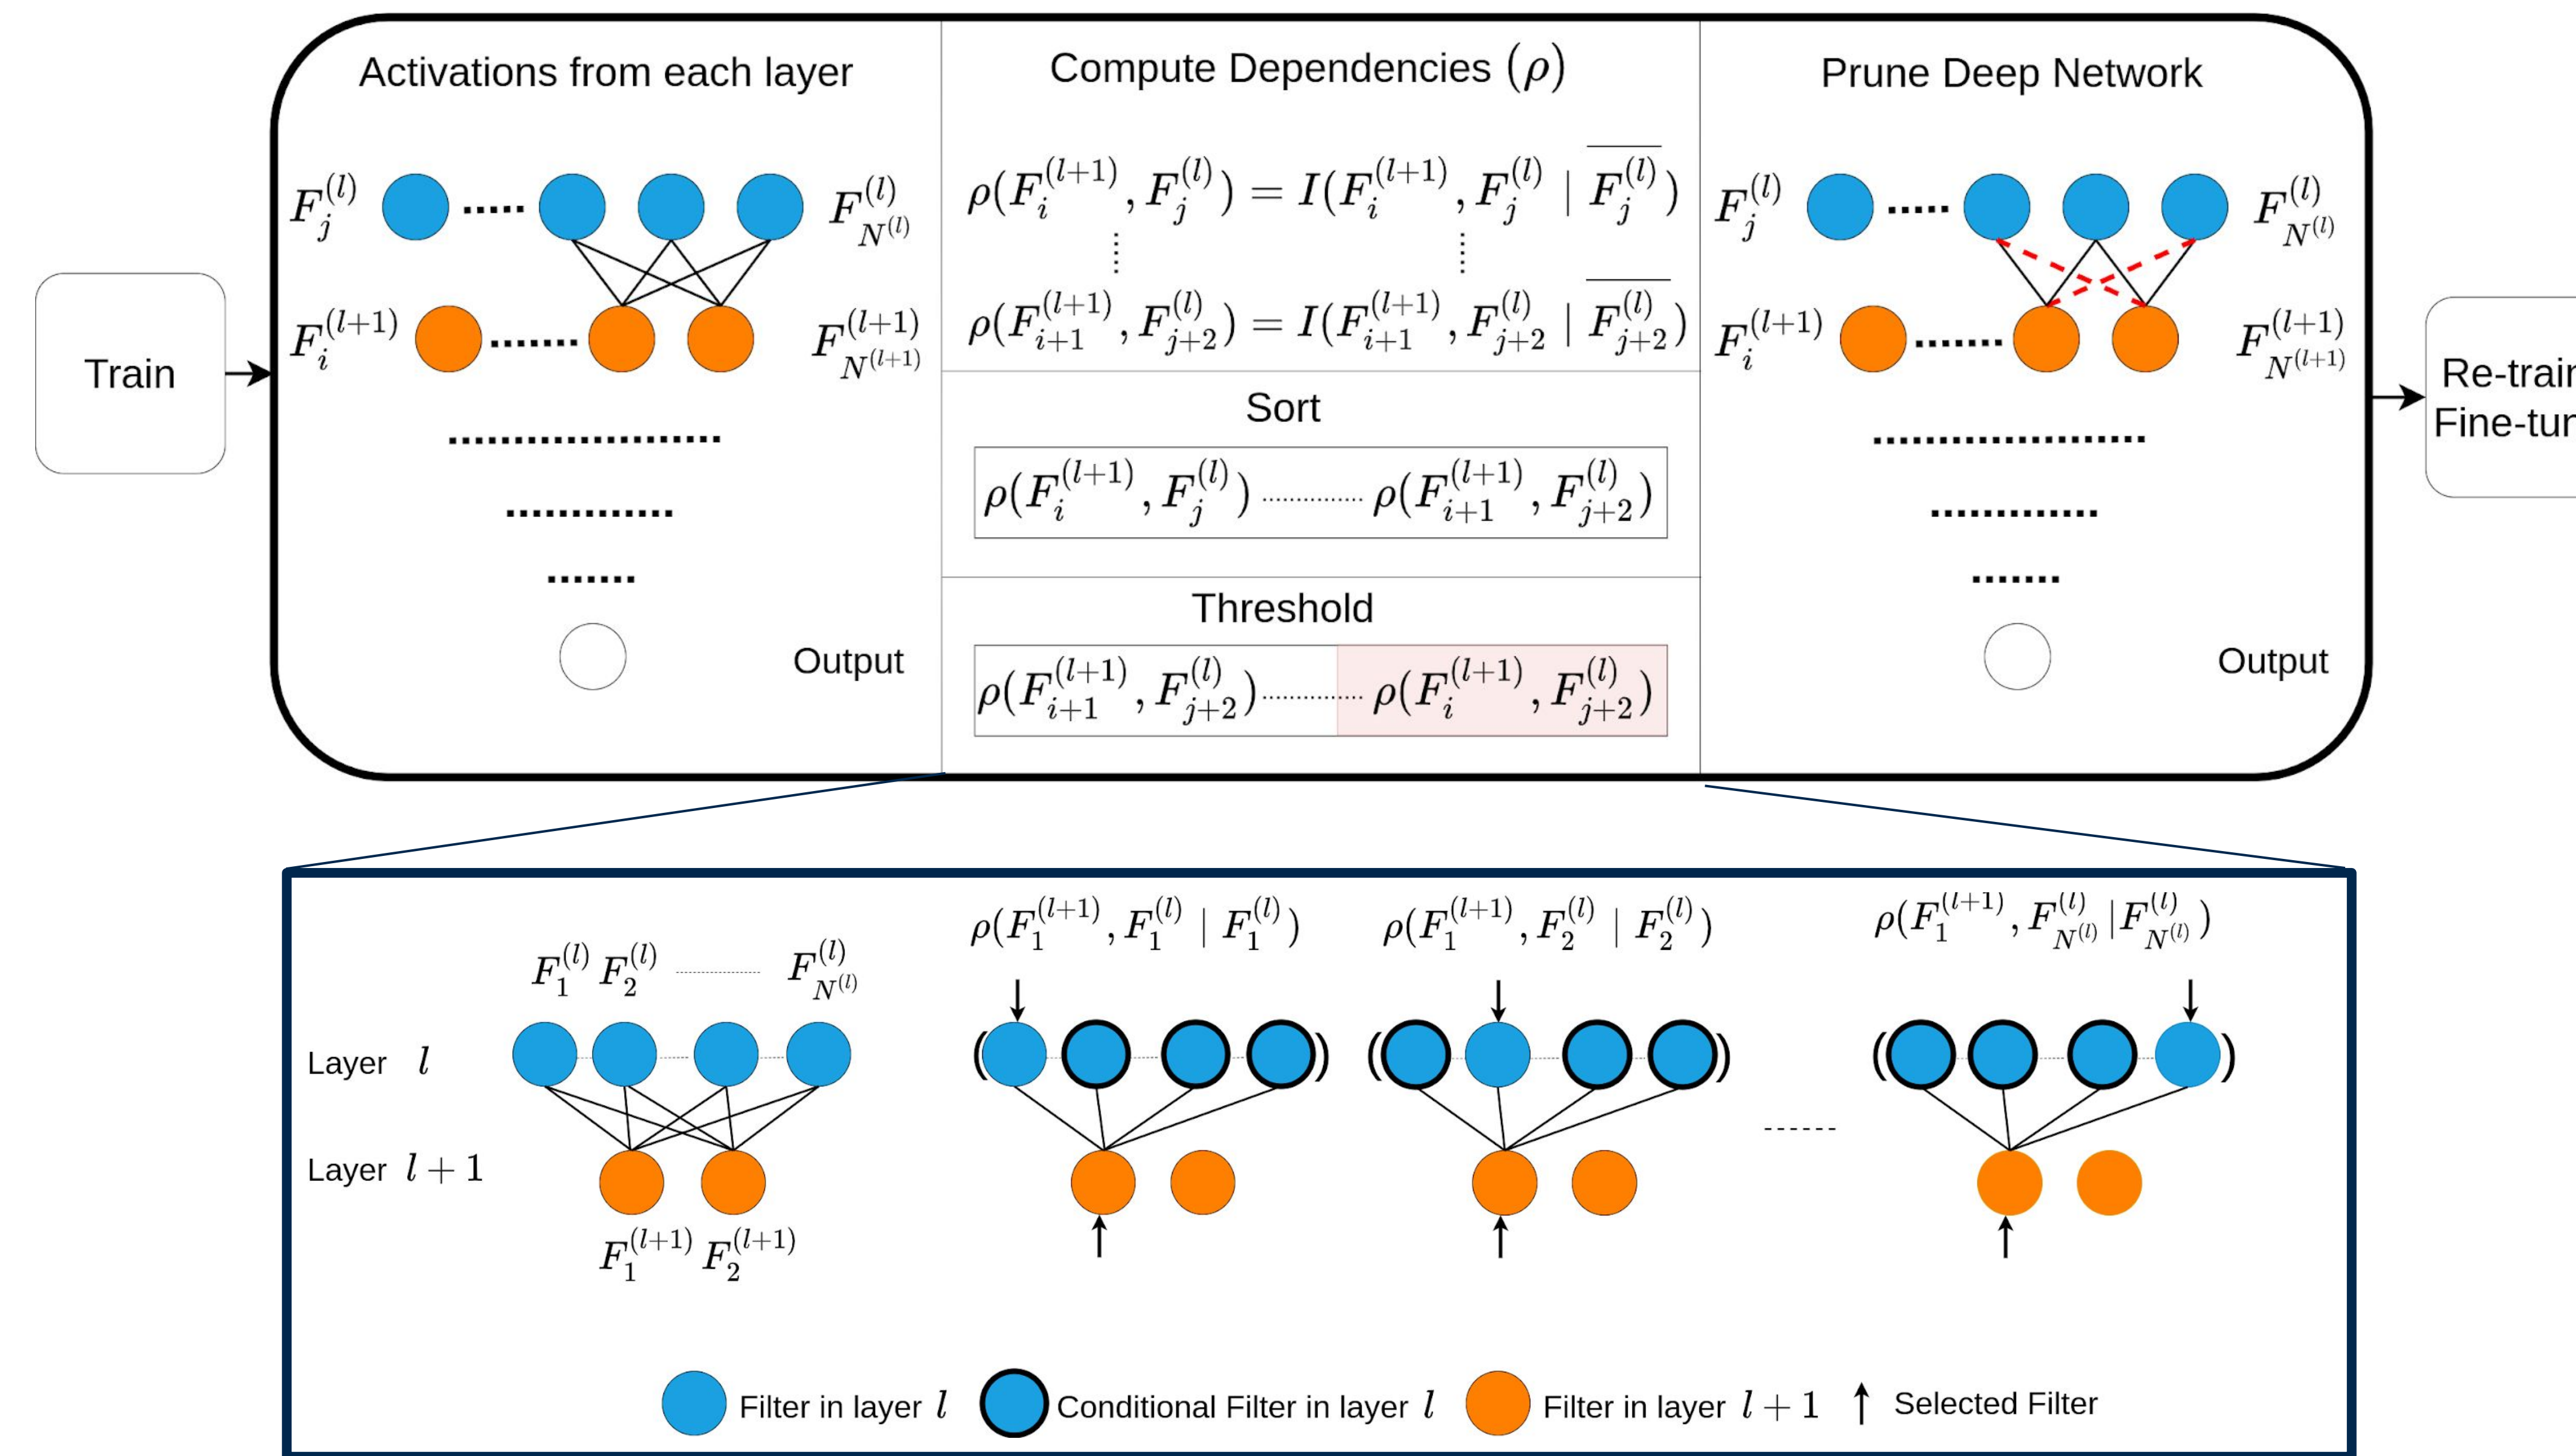 Train
Activations from each layer
F_j^{(l)} ..... F_{N^{(l)}}^{(l)}
F_i^{(l+1)} ....... F_{N^{(l+1)}}^{(l+1)}
Output
Compute Dependencies (ρ)
ρ(F_i^{(l+1)}, F_j^{(l)}) = I(F_i^{(l+1)}, F_j^{(l)} | \overline{F_j^{(l)}})
ρ(F_{i+1}^{(l+1)}, F_{j+2}^{(l)}) = I(F_{i+1}^{(l+1)}, F_{j+2}^{(l)} | \overline{F_{j+2}^{(l)}})
Sort
ρ(F_i^{(l+1)}, F_j^{(l)}) ............... ρ(F_{i+1}^{(l+1)}, F_{j+2}^{(l)})
Threshold
ρ(F_{i+1}^{(l+1)}, F_{j+2}^{(l)}) ............... ρ(F_i^{(l+1)}, F_{j+2}^{(l)})
Prune Deep Network
F_j^{(l)} ..... F_{N^{(l)}}^{(l)}
F_i^{(l+1)} ....... F_{N^{(l+1)}}^{(l+1)}
Output
Re-train
Fine-tun
ρ(F_1^{(l+1)}, F_1^{(l)} | F_1^{(l)})
ρ(F_1^{(l+1)}, F_2^{(l)} | F_2^{(l)})
ρ(F_1^{(l+1)}, F_{N^{(l)}}^{(l)} | F_{N^{(l)}}^{(l)})
F_1^{(l)} F_2^{(l)} ............... F_{N^{(l)}}^{(l)}
Layer l
Layer l + 1
F_1^{(l+1)} F_2^{(l+1)}
Filter in layer l
Conditional Filter in layer l
Filter in layer l + 1
Selected Filter